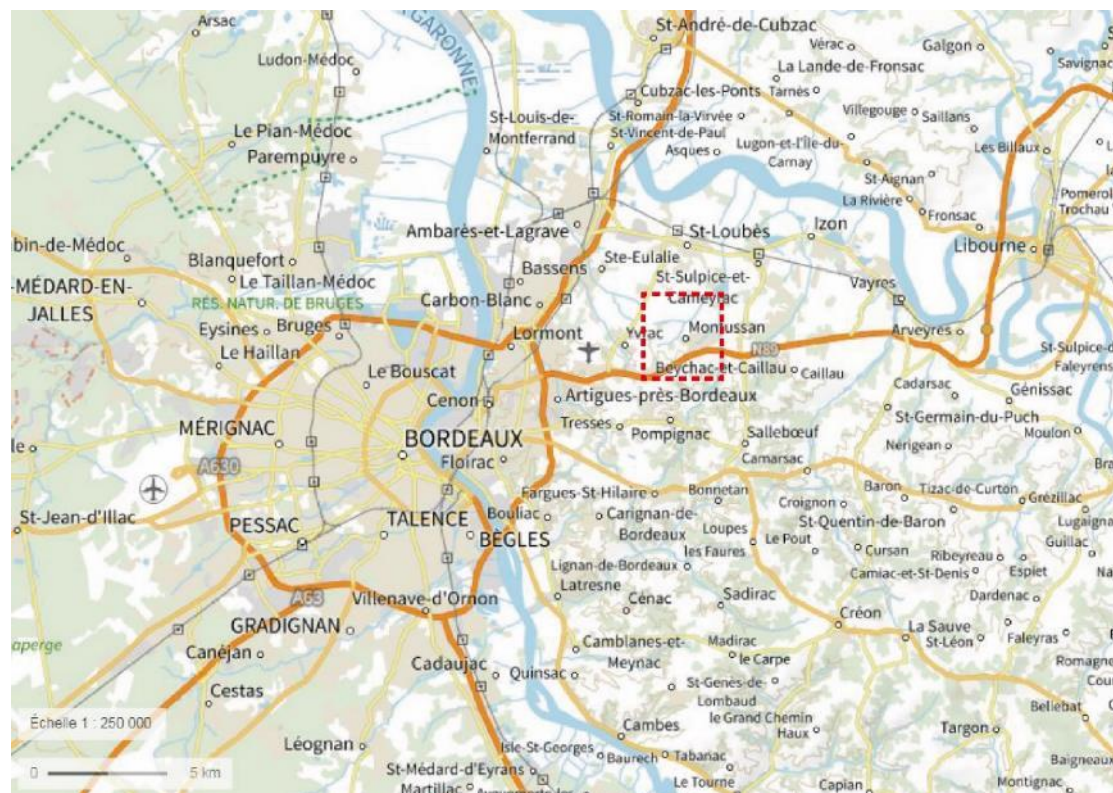 Arsac
GARONNE
St-André-de-Cubzac
Vérac
Galgon
Ludon-Médoc
La Lande-de-Fronsac
Savignac
Cubzac-les-Ponts
Tarnès
St-Louis-de-
Montferrand
St-Romain-la-Virvée
Villegouge
Saillans
Le Pian-Médoc
St-Vincent-de-Paul
Parempuyre
Asques
Lugon-et-l'Île-du-
Carnay
Les Billaux
St-Aignan
La Rivière
Pomerol
Trochau
Fronsac
Ambarès-et-Lagrave
Izon
St-Loubès
Libourne
bin-de-Médoc
Blanquefort
Bassens
Ste-Eulalie
-MÉDARD-EN-
JALLES
Le Taillan-Médoc
St-Sulpice-et-
Cameyrac
Vayres
RÉS. NATUR. DE BRUGES
Carbon-Blanc
Eysines
Bruges
Lormont
Yvrac
Montussan
Arveyres
Le Haillan
N89
St-Sulpice-d
Faleyrens
Le Bouscat
Beychac-et-Caillau
Caillau
Cenon
Artigues-près-Bordeaux
Cadarsac
Génissac
MÉRIGNAC
BORDEAUX
Tresses
Pompignac
Sallebœuf
St-Germain-du-Puch
Moulon
Floirac
Nérigean
A630
Camarsac
Fargues-St-Hilaire
Bonnetan
Baron
Tizac-de-Curton
Grézillac
St-Jean-d'Illac
Croignon
PESSAC
TALENCE
Bouliac
Carignan-de-
Bordeaux
Loupes
St-Quentin-de-Baron
Lugaign
BÈGLES
les Faures
Le Pout
Cursan
Ribeyreau
Guillac
Lignan-de-Bordeaux
Camiac-et-St-Denis
Espiet
Latresne
A63
Villenave-d'Ornon
Cénac
Sadirac
Dardenac
Créon
GRADIGNAN
La Sauve
Faleyras
aperge
Canéjan
Camblanes-et-
Meynac
Madirac
St-Léon
le Carpe
Romagne
Cadaujac
Quinsac
Cestas
St-Genès-de-
Lombaud
Bellebat
Échelle 1 : 250 000
Cambes
le Grand Chemin
Haux
Targon
Léognan
Isle-St-Georges
Baurech
Tabanac
Baigneaux
0
5 km
St-Médard-d'Eyrans
Le Tourne
Martillac
Capian
Montignac